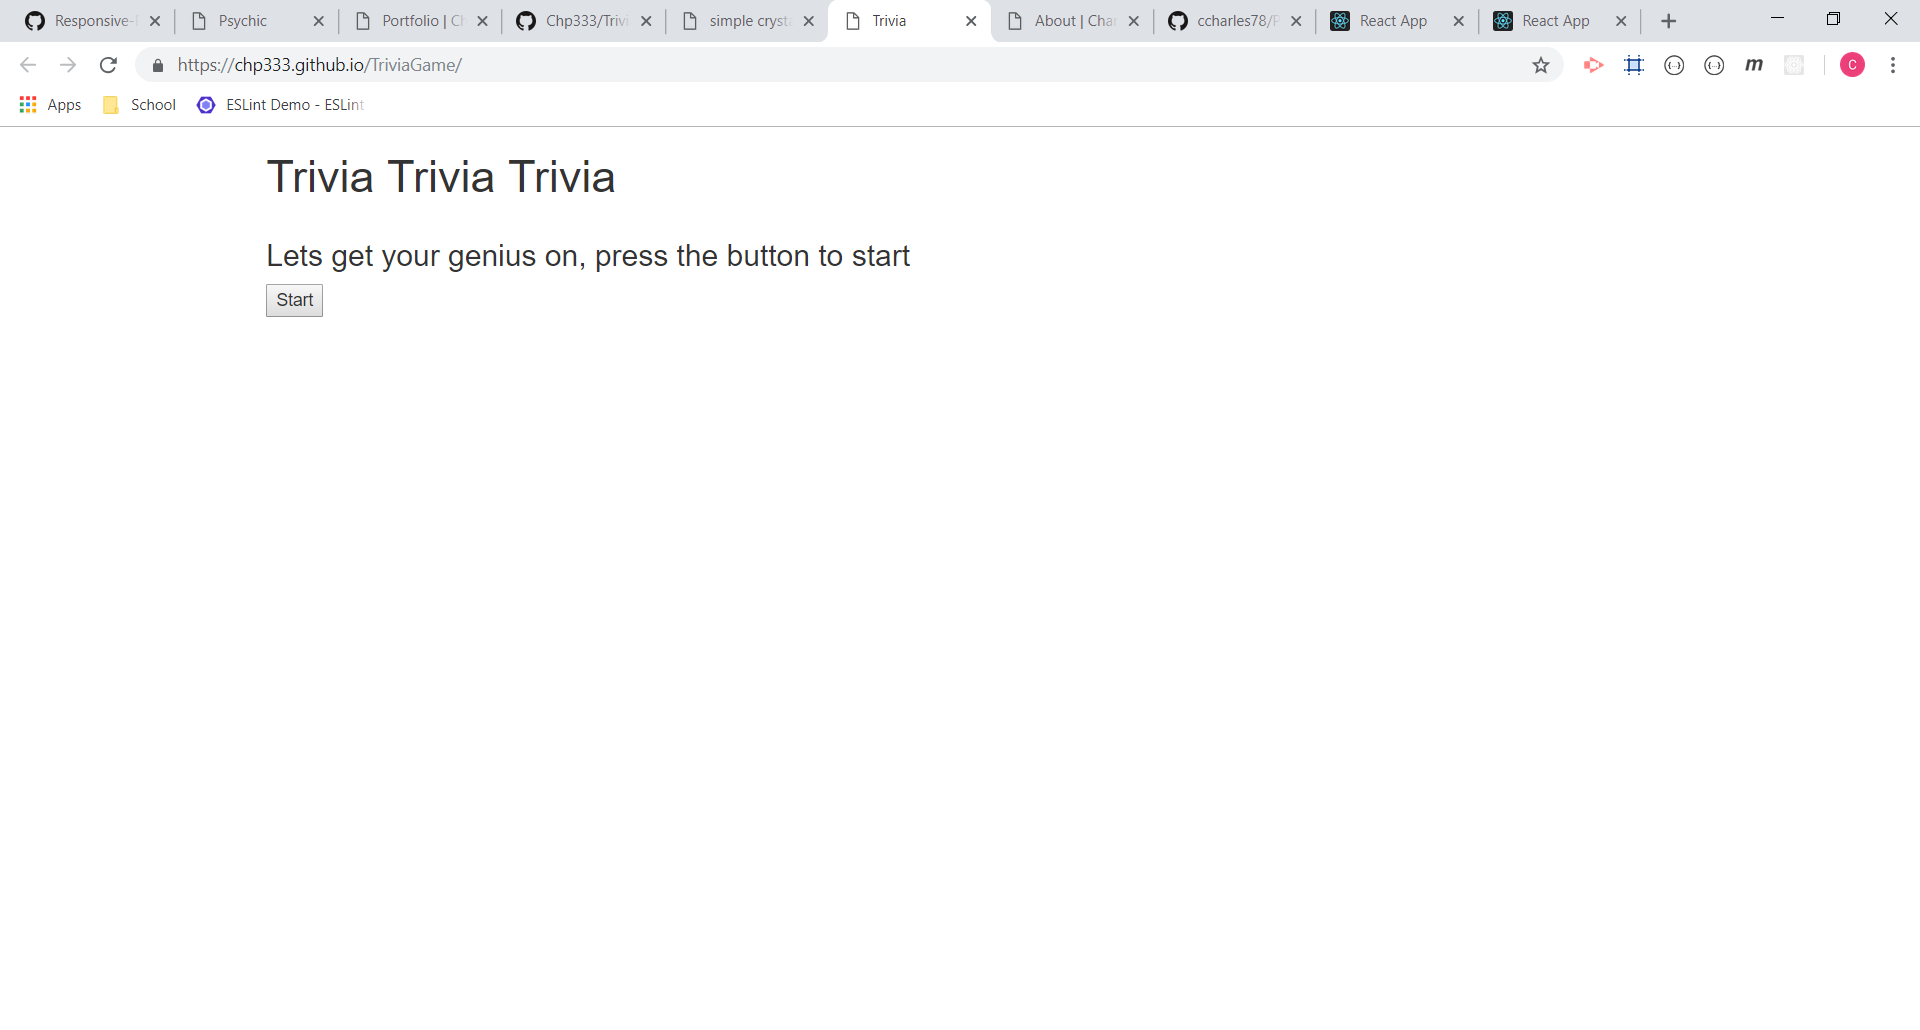 Responsive- Psychic Portfolio | Ch Chp333/Trivi simple cryst Trivia About | Char ccharles78/P React App React App
https://chp333.github.io/TriviaGame/ m C
Apps School ESLint Demo - ESLint
Trivia Trivia Trivia
Lets get your genius on, press the button to start
Start